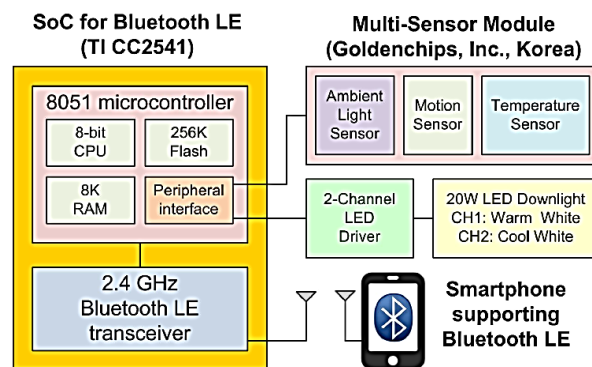 SoC for Bluetooth LE
(TI CC2541)
8051 microcontroller
8-bit
CPU
256K
Flash
8K
RAM
Peripheral
interface
2.4 GHz
Bluetooth LE
transceiver
Multi-Sensor Module
(Goldenchips, Inc., Korea)
Ambient
Light
Sensor
Motion
Sensor
Temperature
Sensor
2-Channel
LED
Driver
20W LED Downlight
CH1: Warm White
CH2: Cool White
Smartphone
supporting
Bluetooth LE